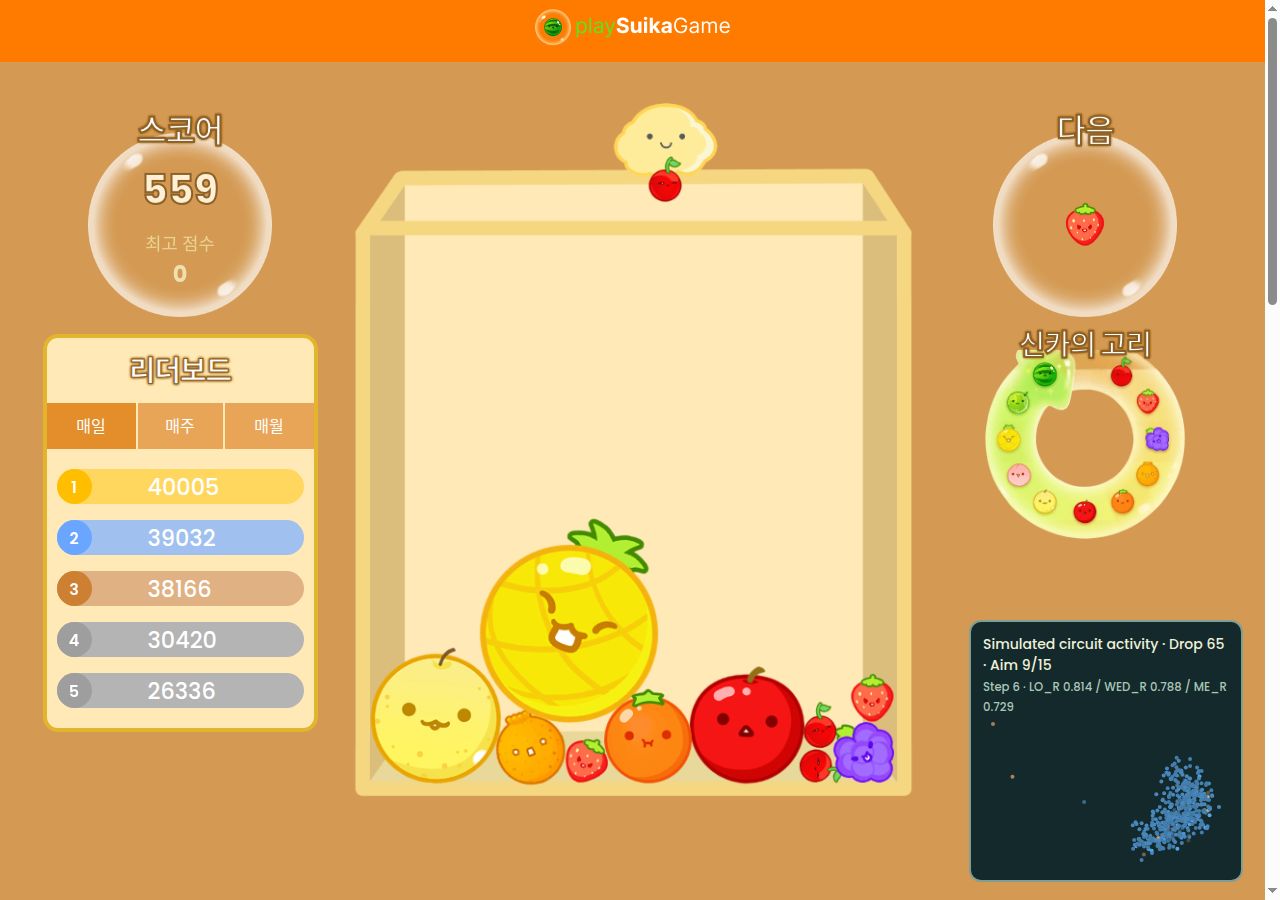 playSuikaGame
스코어
559
최고 점수
0
리더보드
매일 매주 매월
1 40005
2 39032
3 38166
4 30420
5 26336
다음
신카의 고리
Simulated circuit activity · Drop 65
· Aim 9/15
Step 6 · LO_R 0.814 / WED_R 0.788 / ME_R
0.729